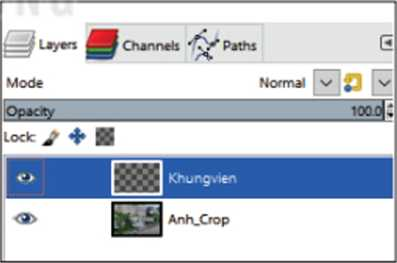 Layers Channels Paths
Mode Normal
Opacity 100.0
Lock:
Khungvien
Anh_Crop